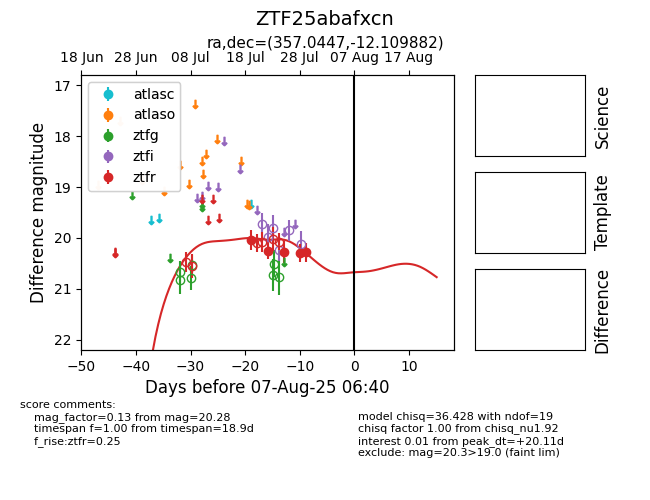 ZTF25abafxcn
ra,dec=(357.0447,-12.109882)
18 Jun 28 Jun 08 Jul 18 Jul 28 Jul 07 Aug 17 Aug
17
18
19
20
21
22
Difference magnitude
atlasc
atlaso
ztfg
ztfi
ztfr
−50 −40 −30 −20 −10 0 10
Days before 07-Aug-25 06:40
Science
Template
Difference
score comments:
mag_factor=0.13 from mag=20.28
timespan f=1.00 from timespan=18.9d
f_rise:ztfr=0.25
model chisq=36.428 with ndof=19
chisq factor 1.00 from chisq_nu1.92
interest 0.01 from peak_dt=+20.11d
exclude: mag=20.3>19.0 (faint lim)